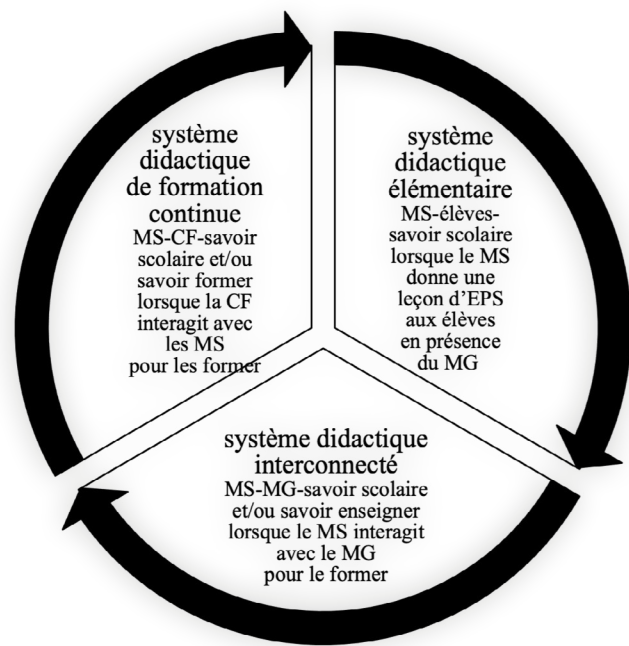 système
didactique
de formation
continue
MS-CF-savoir
scolaire et/ou
savoir former
lorsque la CF
interagit avec
les MS
pour les former
système
didactique
élémentaire
MS-élèves-
savoir scolaire
lorsque le MS
donne une
leçon d’EPS
aux élèves
en présence
du MG
système didactique
interconnecté
MS-MG-savoir scolaire
et/ou savoir enseigner
lorsque le MS interagit
avec le MG
pour le former